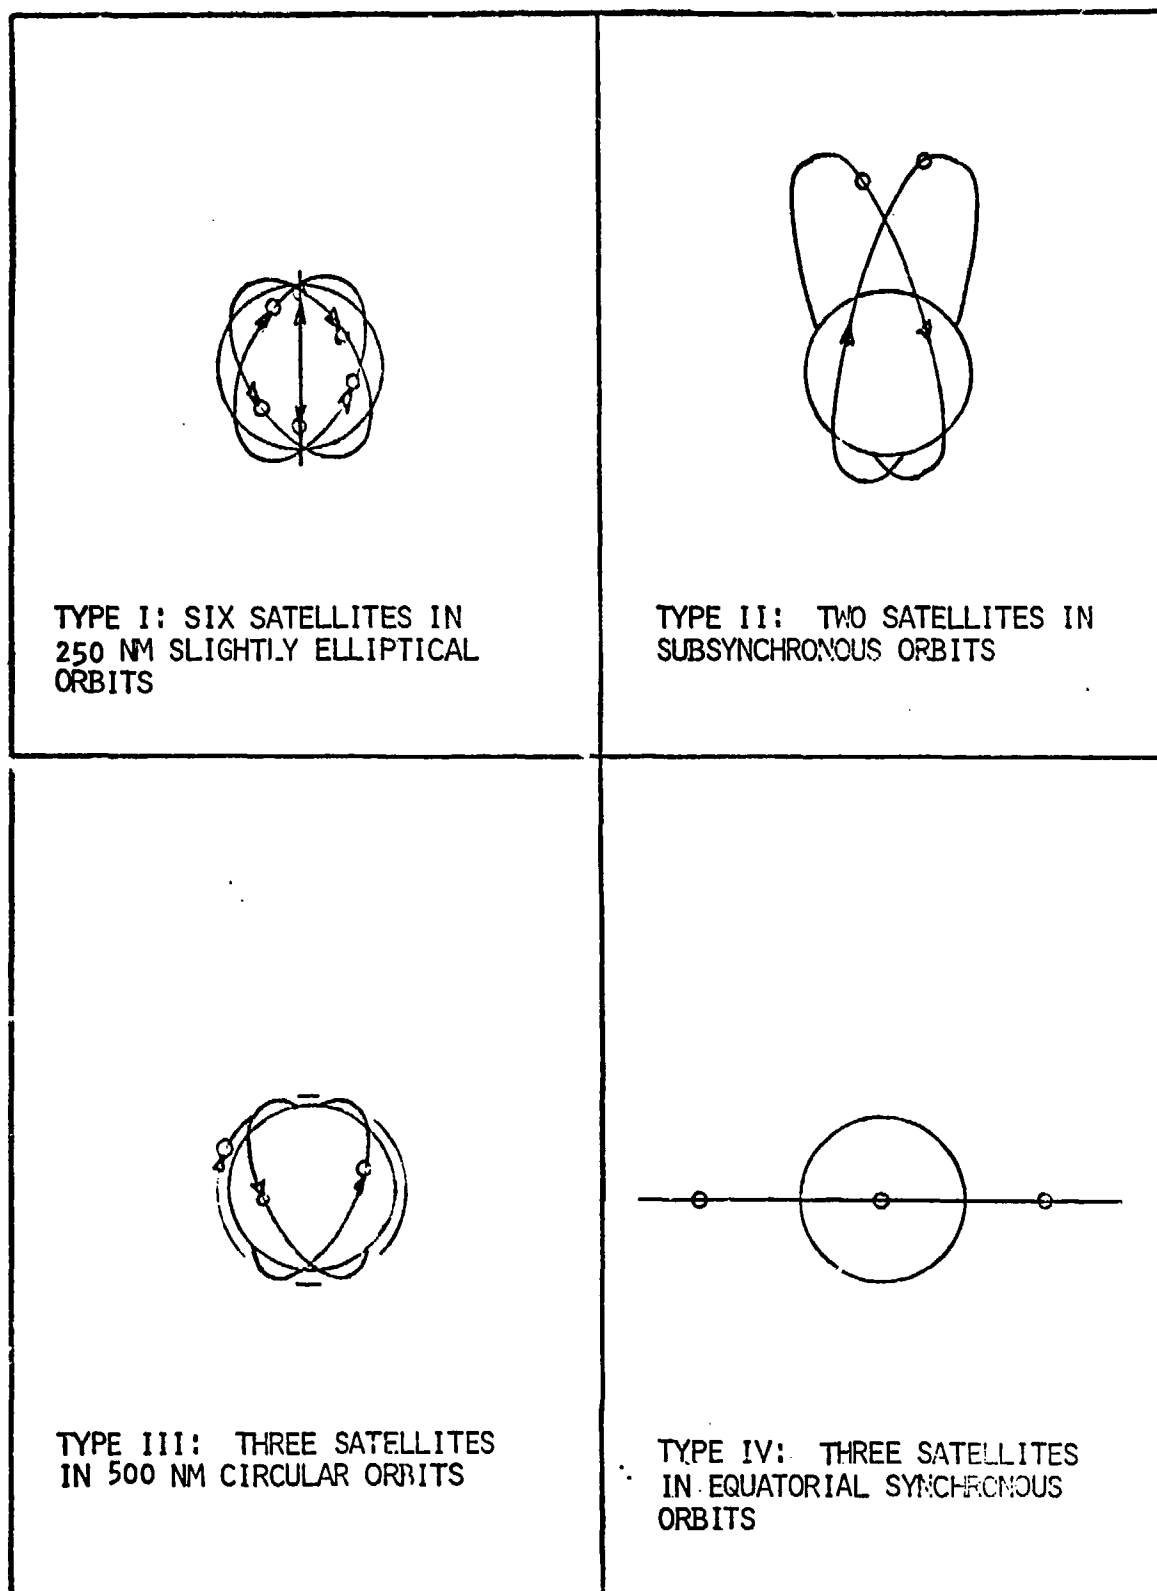 TYPE I: SIX SATELLITES IN
250 NM SLIGHTLY ELLIPTICAL
ORBITS
TYPE II: TWO SATELLITES IN
SUBSYNCHRONOUS ORBITS
TYPE III: THREE SATELLITES
IN 500 NM CIRCULAR ORBITS
TYPE IV: THREE SATELLITES
IN EQUATORIAL SYNCHRONOUS
ORBITS